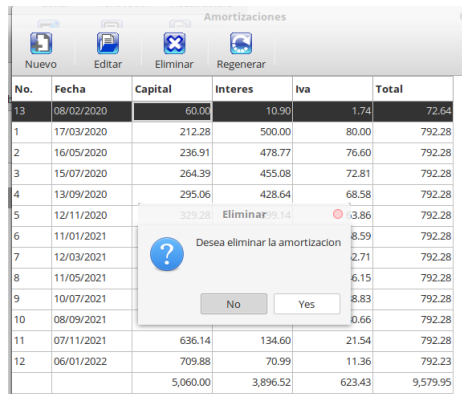 Amortizaciones
Nuevo Editar Eliminar Regenerar
No. Fecha Capital Interes Iva Total
13 08/02/2020 60.00 10.90 1.74 72.64
1 17/03/2020 212.28 500.00 80.00 792.28
2 16/05/2020 236.91 478.77 76.60 792.28
3 15/07/2020 264.39 455.08 72.81 792.28
4 13/09/2020 295.06 428.64 68.58 792.28
5 12/11/2020 329.28 399.14 63.86 792.28
6 11/01/2021 792.28
7 12/03/2021 792.28
8 11/05/2021 792.28
9 10/07/2021 792.28
10 08/09/2021 792.28
11 07/11/2021 636.14 134.60 21.54 792.28
12 06/01/2022 709.88 70.99 11.36 792.23
5,060.00 3,896.52 623.43 9,579.95
Eliminar
Desea eliminar la amortizacion
No Yes